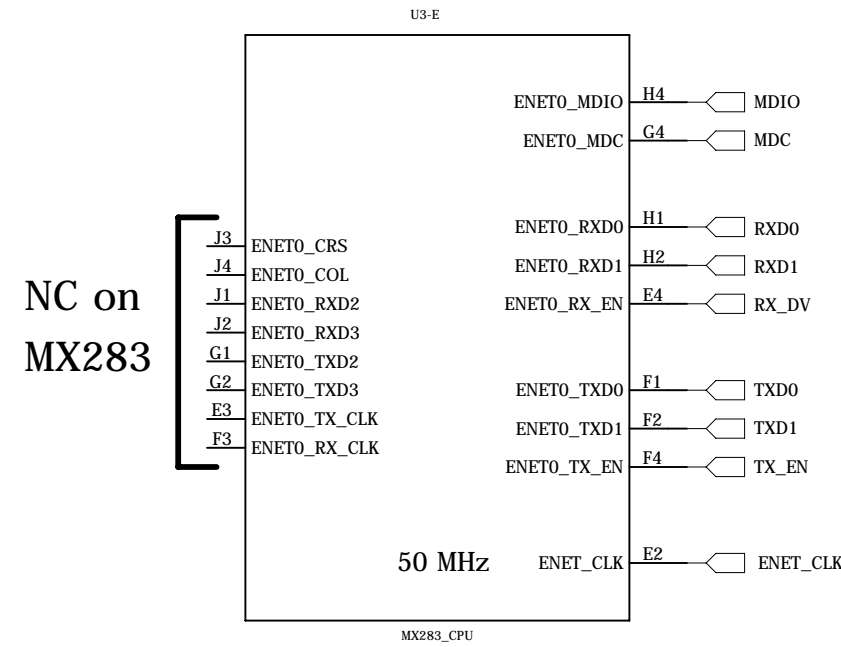 U3-E
ENET0_MDIO H4 MDIO
ENET0_MDC G4 MDC
ENET0_RXD0 H1 RXD0
J3 ENET0_CRS
ENET0_RXD1 H2 RXD1
J4 ENET0_COL
NC on
J1 ENET0_RXD2
ENET0_RX_EN E4 RX_DV
J2 ENET0_RXD3
MX283
G1 ENET0_TXD2
G2 ENET0_TXD3
ENET0_TXD0 F1 TXD0
E3 ENET0_TX_CLK
ENET0_TXD1 F2 TXD1
F3 ENET0_RX_CLK
ENET0_TX_EN F4 TX_EN
50 MHz
ENET_CLK E2 ENET_CLK
MX283_CPU